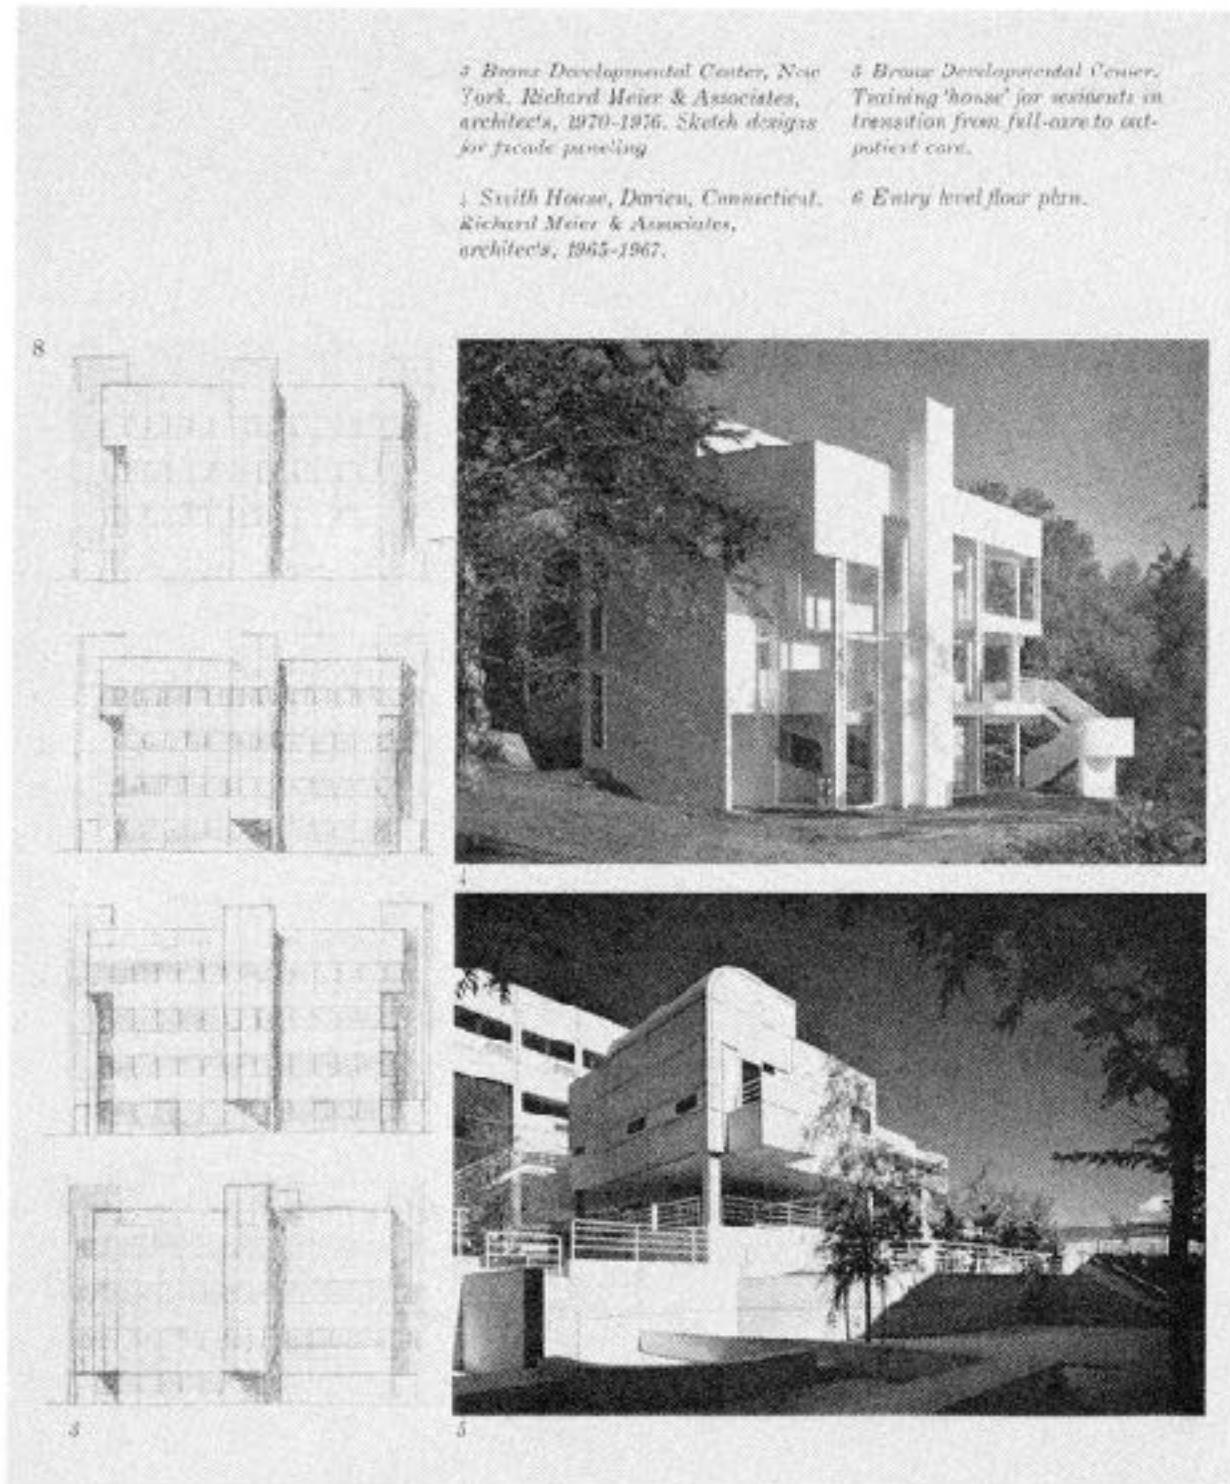 3 Bronx Developmental Center, New
York. Richard Meier & Associates,
architects, 1970-1976. Sketch designs
for facade paneling
4 Smith House, Darien, Connecticut.
Richard Meier & Associates,
architects, 1965-1967.
5 Bronx Developmental Center.
Training 'house' for residents in
transition from full-care to out-
patient care.
6 Entry level floor plan.
8
4
3
5